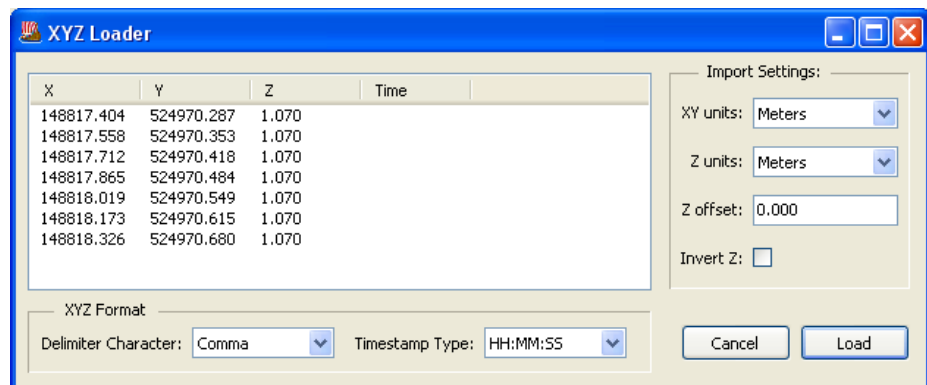 XYZ Loader
X Y Z Time
148817.404 524970.287 1.070
148817.558 524970.353 1.070
148817.712 524970.418 1.070
148817.865 524970.484 1.070
148818.019 524970.549 1.070
148818.173 524970.615 1.070
148818.326 524970.680 1.070
Import Settings:
XY units: Meters
Z units: Meters
Z offset: 0.000
Invert Z:
XYZ Format
Delimiter Character: Comma Timestamp Type: HH:MM:SS
Cancel Load